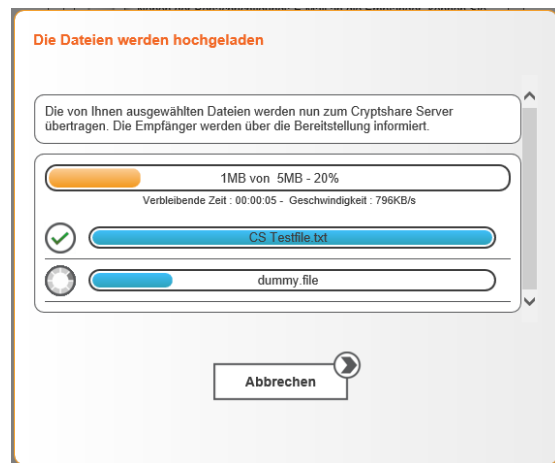 Die Dateien werden hochgeladen
Die von Ihnen ausgewählten Dateien werden nun zum Cryptshare Server
übertragen. Die Empfänger werden über die Bereitstellung informiert.
1MB von 5MB - 20%
Verbleibende Zeit : 00:00:05 - Geschwindigkeit : 796KB/s
CS Testfile.txt
dummy.file
Abbrechen